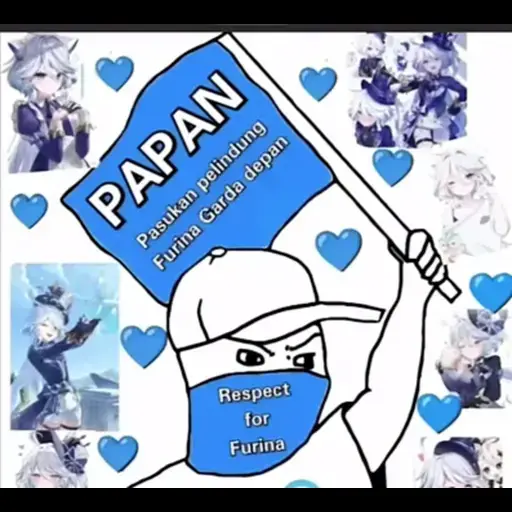 PAPAN
Pasukan pelindung
Furina Garda depan
Respect
for
Furina